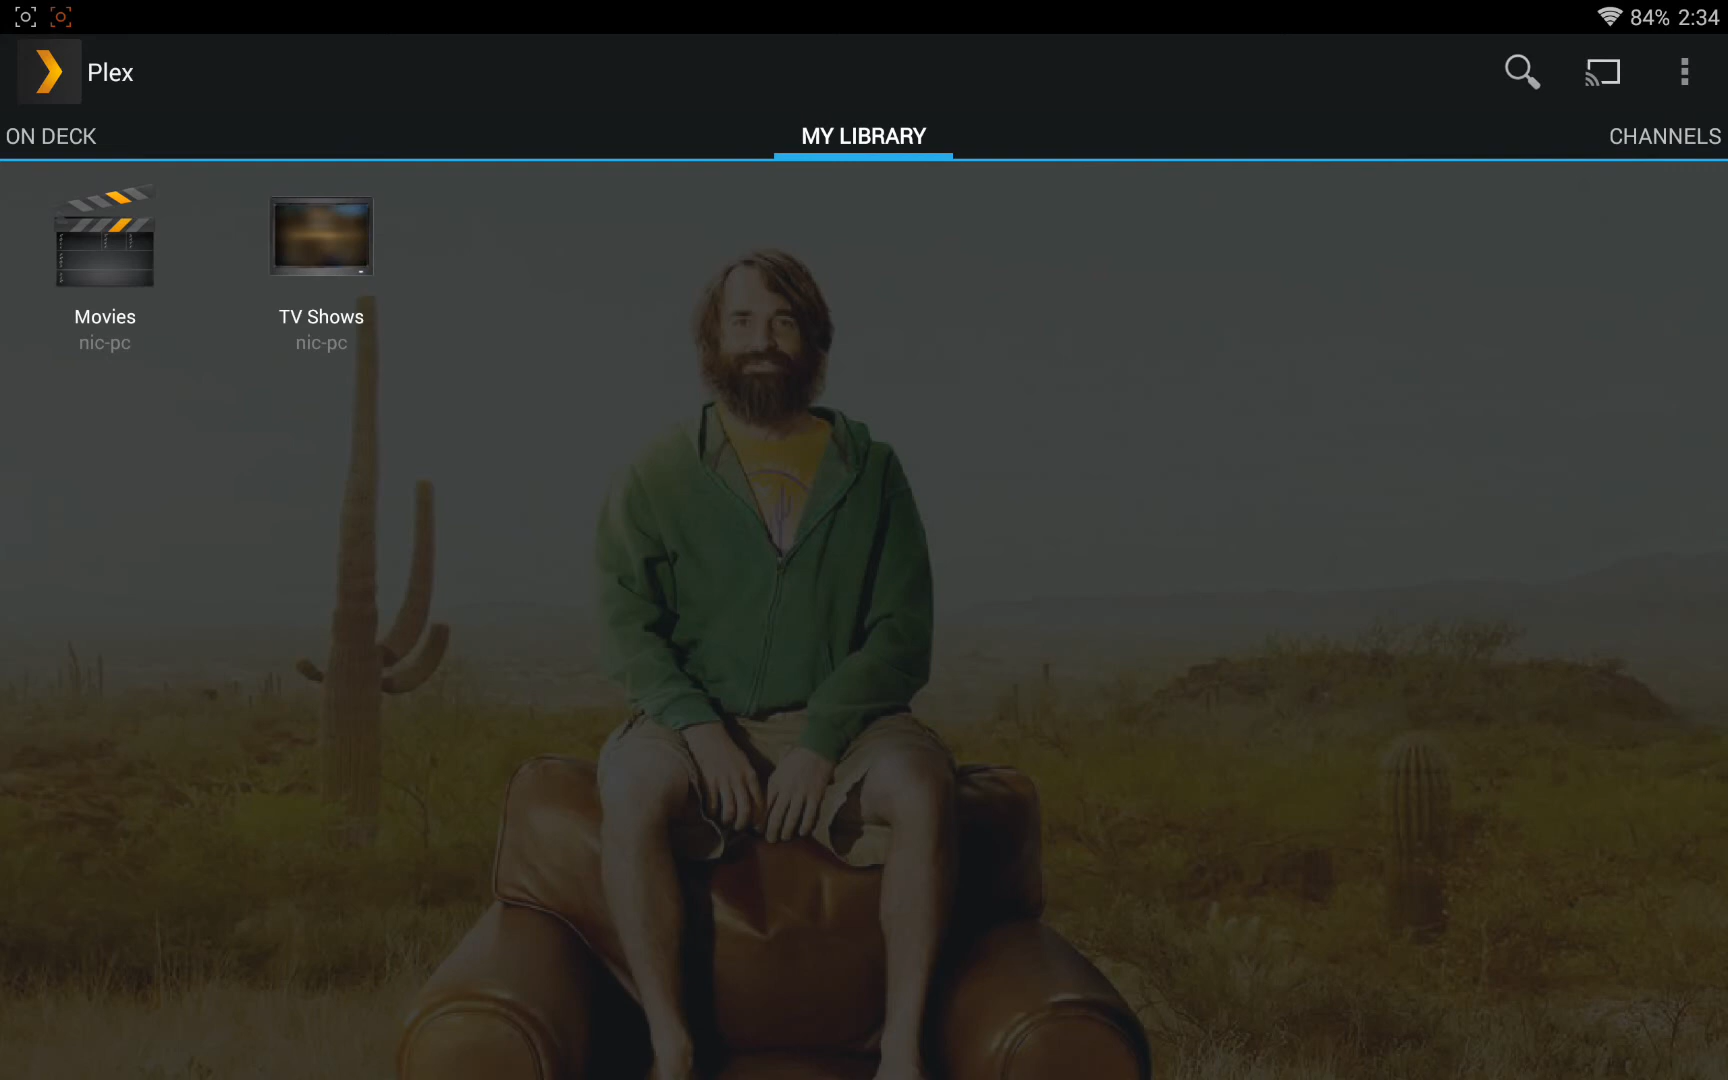 84% 2:34
Plex
ON DECK
MY LIBRARY
CHANNELS
Movies
TV Shows
nic-pc
nic-pc